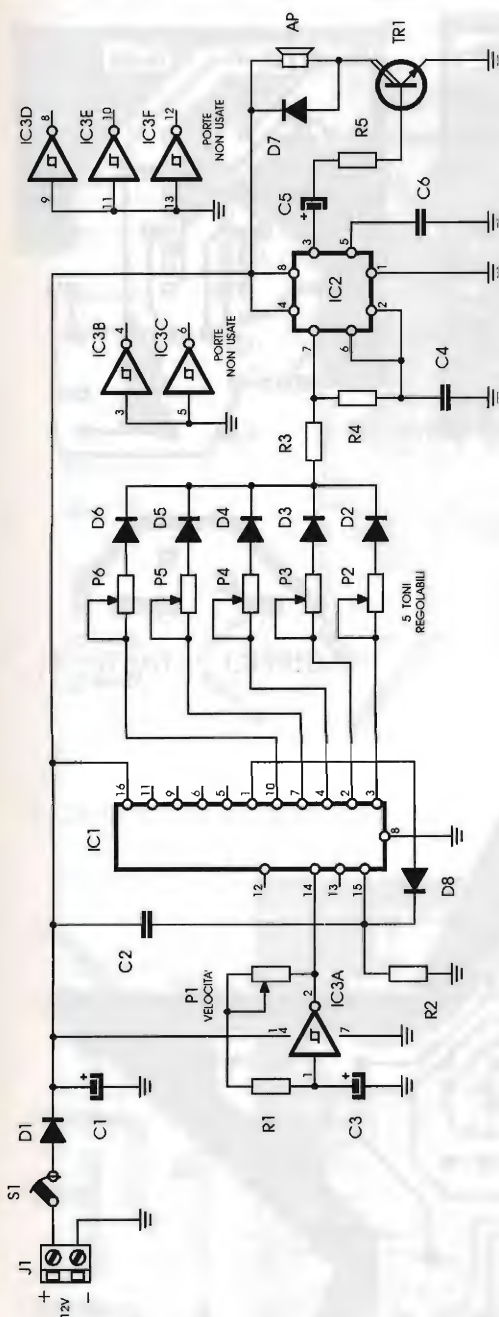 J1
+
12V
−
S1
D1
C1
C2
R1
C3
P1
VELOCITA'
IC3A
1
2
1
4
7
R2
D8
IC1
12
14
13
15
16
11
9
6
5
1
10
7
4
2
3
8
P6
P5
P4
P3
P2
D6
D5
D4
D3
D2
5 TONI
REGOLABILI
R3
R4
C4
IC3B
3
4
IC3C
5
6
PORTE
NON USATE
IC3D
9
8
IC3E
11
10
IC3F
13
12
PORTE
NON USATE
IC2
4
8
7
3
6
5
2
1
C5
+
C6
R5
D7
AP
TR1